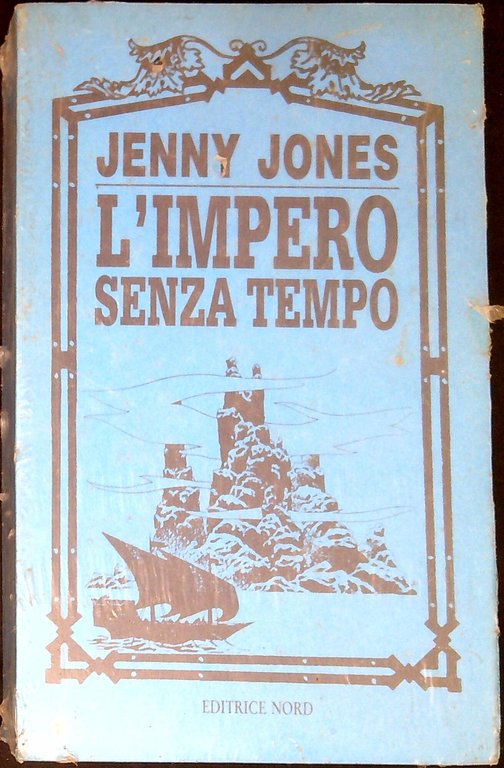 JENNY JONES
L'IMPERO
SENZA TEMPO
EDITRICE NORD